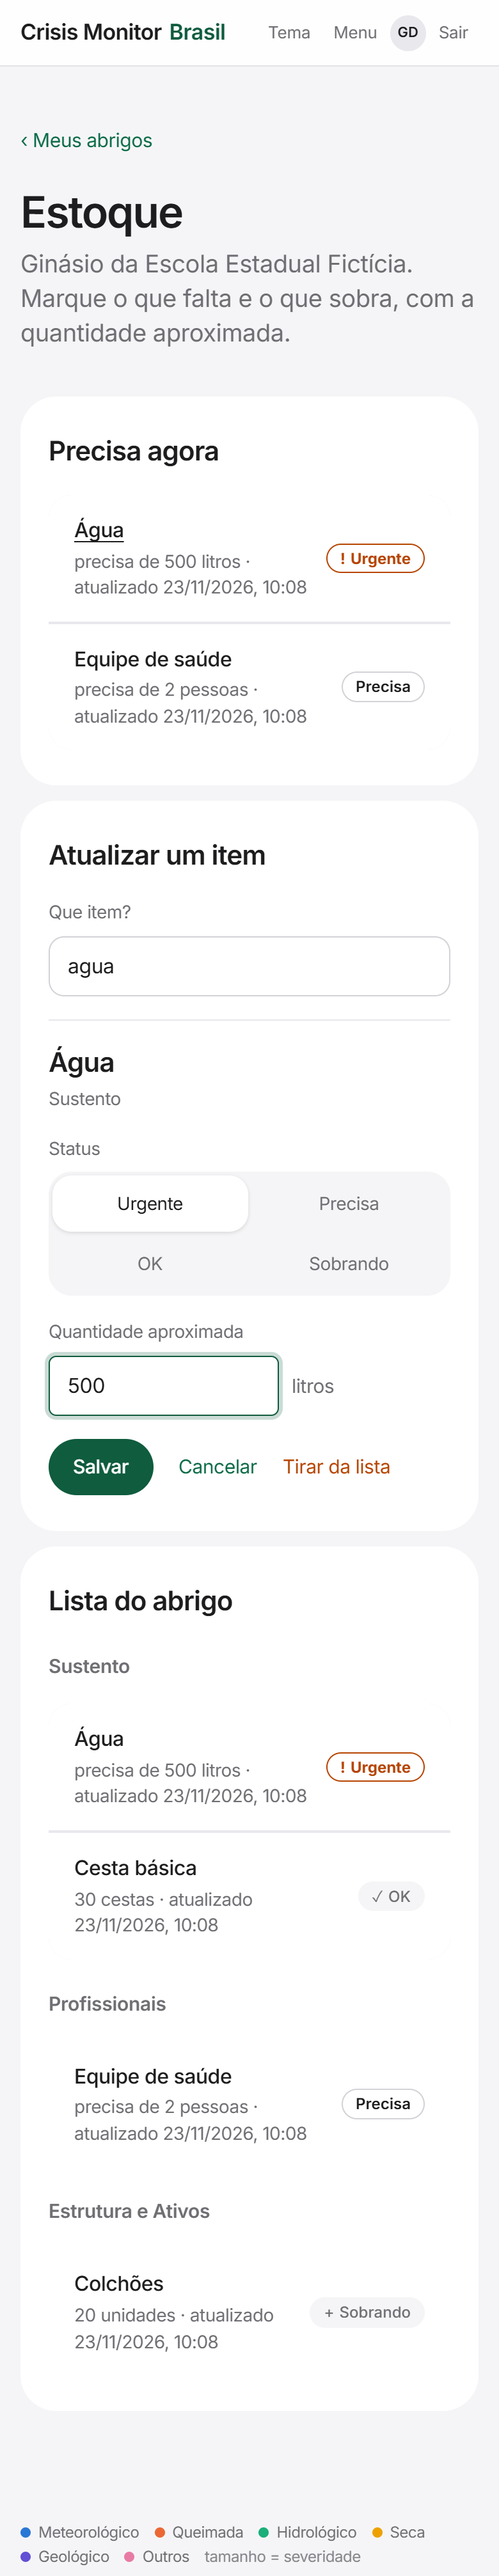 Crisis Monitor Brasil Tema Menu GD Sair
‹ Meus abrigos
Estoque
Ginásio da Escola Estadual Fictícia.
Marque o que falta e o que sobra, com a
quantidade aproximada.
Precisa agora
Água
precisa de 500 litros ·
atualizado 23/11/2026, 10:08
! Urgente
Equipe de saúde
precisa de 2 pessoas ·
atualizado 23/11/2026, 10:08
Precisa
Atualizar um item
Que item?
agua
Água
Sustento
Status
Urgente Precisa
OK Sobrando
Quantidade aproximada
500 litros
Salvar Cancelar Tirar da lista
Lista do abrigo
Sustento
Água
precisa de 500 litros ·
atualizado 23/11/2026, 10:08
! Urgente
Cesta básica
30 cestas · atualizado
23/11/2026, 10:08
✓ OK
Profissionais
Equipe de saúde
precisa de 2 pessoas ·
atualizado 23/11/2026, 10:08
Precisa
Estrutura e Ativos
Colchões
20 unidades · atualizado
23/11/2026, 10:08
+ Sobrando
Meteorológico Queimada Hidrológico Seca
Geológico Outros tamanho = severidade